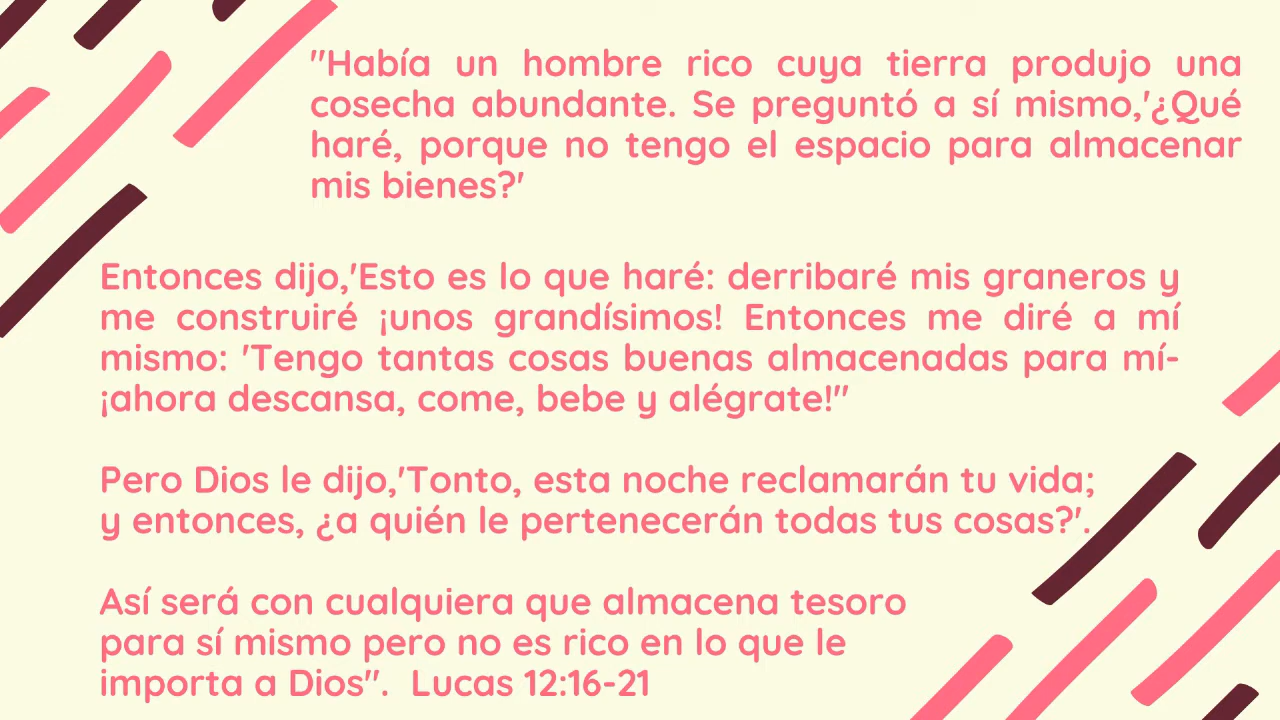 "Había un hombre rico cuya tierra produjo una
cosecha abundante. Se preguntó a sí mismo,'¿Qué
haré, porque no tengo el espacio para almacenar
mis bienes?'
Entonces dijo,'Esto es lo que haré: derribaré mis graneros y
me construiré ¡unos grandísimos! Entonces me diré a mí
mismo: 'Tengo tantas cosas buenas almacenadas para mí-
¡ahora descansa, come, bebe y alégrate!"
Pero Dios le dijo,'Tonto, esta noche reclamarán tu vida;
y entonces, ¿a quién le pertenecerán todas tus cosas?'.
Así será con cualquiera que almacena tesoro
para sí mismo pero no es rico en lo que le
importa a Dios". Lucas 12:16-21